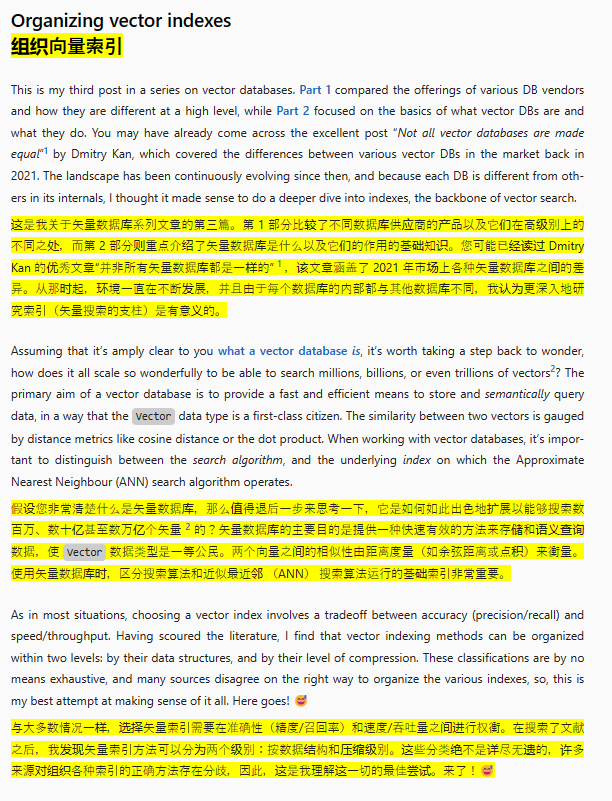 Organizing vector indexes
组织向量索引
This is my third post in a series on vector databases. Part 1 compared the offerings of various DB vendors
and how they are different at a high level, while Part 2 focused on the basics of what vector DBs are and
what they do. You may have already come across the excellent post “Not all vector databases are made
equal”1 by Dmitry Kan, which covered the differences between various vector DBs in the market back in
2021. The landscape has been continuously evolving since then, and because each DB is different from oth-
ers in its internals, I thought it made sense to do a deeper dive into indexes, the backbone of vector search.
这是我关于矢量数据库系列文章的第三篇。第 1 部分比较了不同数据库供应商的产品以及它们在高级别上的
不同之处，而第 2 部分则重点介绍了矢量数据库是什么以及它们的作用的基础知识。您可能已经读过 Dmitry
Kan 的优秀文章“并非所有矢量数据库都是一样的” 1 ，该文章涵盖了 2021 年市场上各种矢量数据库之间的差
异。从那时起，环境一直在不断发展，并且由于每个数据库的内部都与其他数据库不同，我认为更深入地研
究索引（矢量搜索的支柱）是有意义的。
Assuming that it’s amply clear to you what a vector database is, it’s worth taking a step back to wonder,
how does it all scale so wonderfully to be able to search millions, billions, or even trillions of vectors2? The
primary aim of a vector database is to provide a fast and efficient means to store and semantically query
data, in a way that the Vector data type is a first-class citizen. The similarity between two vectors is gauged
by distance metrics like cosine distance or the dot product. When working with vector databases, it’s impor-
tant to distinguish between the search algorithm, and the underlying index on which the Approximate
Nearest Neighbour (ANN) search algorithm operates.
假设您非常清楚什么是矢量数据库，那么值得退后一步来思考一下，它是如何如此出色地扩展以能够搜索数
百万、数十亿甚至数万亿个矢量 2 的？矢量数据库的主要目的是提供一种快速有效的方法来存储和语义查询
数据，使 Vector 数据类型是一等公民。两个向量之间的相似性由距离度量（如余弦距离或点积）来衡量。
使用矢量数据库时，区分搜索算法和近似最近邻 （ANN） 搜索算法运行的基础索引非常重要。
As in most situations, choosing a vector index involves a tradeoff between accuracy (precision/recall) and
speed/throughput. Having scoured the literature, I find that vector indexing methods can be organized
within two levels: by their data structures, and by their level of compression. These classifications are by no
means exhaustive, and many sources disagree on the right way to organize the various indexes, so, this is
my best attempt at making sense of it all. Here goes! 😅
与大多数情况一样，选择矢量索引需要在准确性（精度/召回率）和速度/吞吐量之间进行权衡。在搜索了文献
之后，我发现矢量索引方法可以分为两个级别：按数据结构和压缩级别。这些分类绝不是详尽无遗的，许多
来源对组织各种索引的正确方法存在分歧，因此，这是我理解这一切的最佳尝试。来了！😅